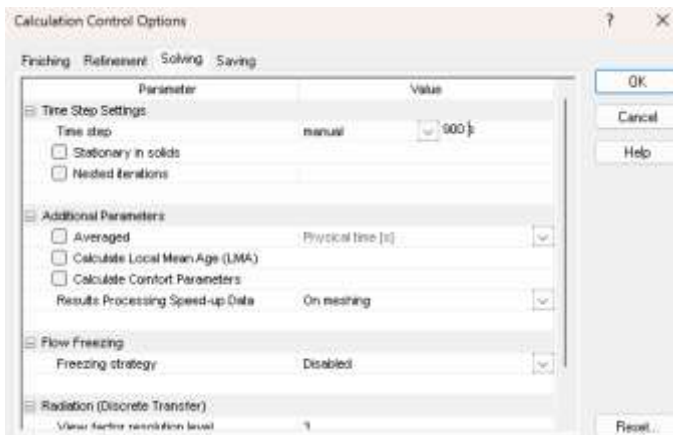 Calculation Control Options ? ×
Finishing Refinement Solving Saving
Parameter Value
Time Step Settings
Time step manual 900 s
Stationary in solids
Nested iterations
Additional Parameters
Averaged Physical time [s]
Calculate Local Mean Age (LMA)
Calculate Comfort Parameters
Results Processing Speed-up Data On meshing
Flow Freezing
Freezing strategy Disabled
Radiation (Discrete Transfer)
View factor resolution level 3
OK
Cancel
Help
Reset...